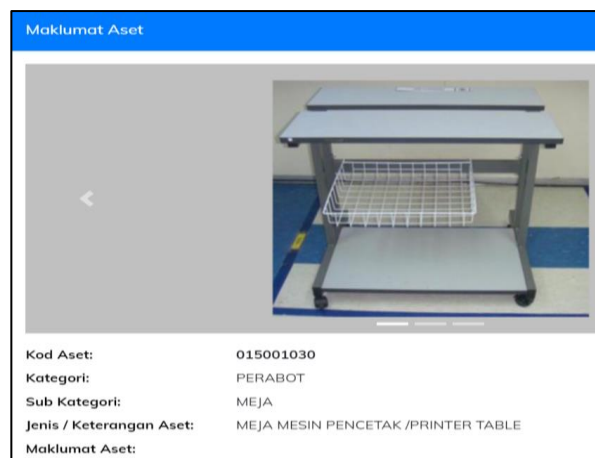 Maklumat Aset
Kod Aset: 015001030
Kategori: PERABOT
Sub Kategori: MEJA
Jenis / Keterangan Aset: MEJA MESIN PENCETAK /PRINTER TABLE
Maklumat Aset: